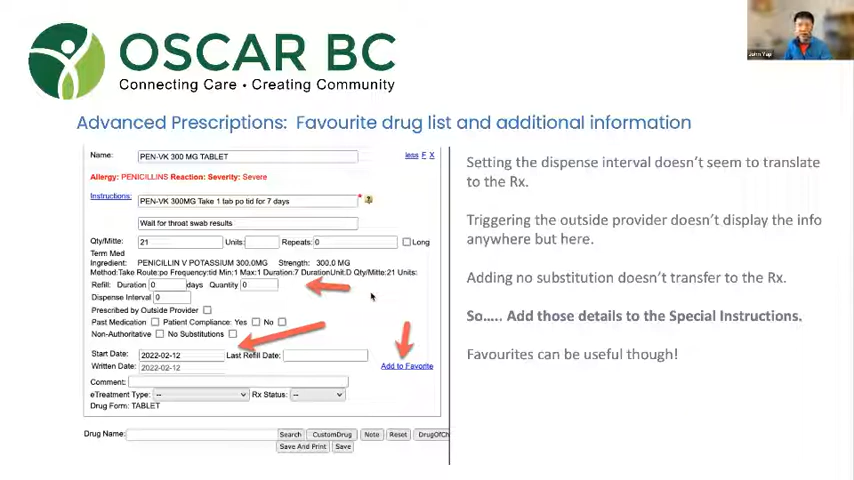 OSCAR BC
Connecting Care • Creating Community
John Yap
Advanced Prescriptions: Favourite drug list and additional information
Name: PEN-VK 300 MG TABLET less F X
Allergy: PENICILLINS Reaction: Severity: Severe
Instructions: PEN-VK 300MG Take 1 tab po tid for 7 days *
Wait for throat swab results
Qty/Mitte: 21 Units: Repeats: 0 Long
Term Med
Ingredient: PENICILLIN V POTASSIUM 300.0MG Strength: 300.0 MG
Method:Take Route:po Frequency:tid Min:1 Max:1 Duration:7 DurationUnit:D Qty/Mitte:21 Units:
Refill: Duration 0 days Quantity 0
Dispense Interval 0
Prescribed by Outside Provider
Past Medication Patient Compliance: Yes No
Non-Authoritative No Substitutions
Start Date: 2022-02-12 Last Refill Date:
Written Date: 2022-02-12 Add to Favorite
Comment:
eTreatment Type: -- Rx Status: --
Drug Form: TABLET
Drug Name: Search CustomDrug Note Reset DrugOfCh
Save And Print Save
Setting the dispense interval doesn't seem to translate
to the Rx.
Triggering the outside provider doesn't display the info
anywhere but here.
Adding no substitution doesn't transfer to the Rx.
So….. Add those details to the Special Instructions.
Favourites can be useful though!